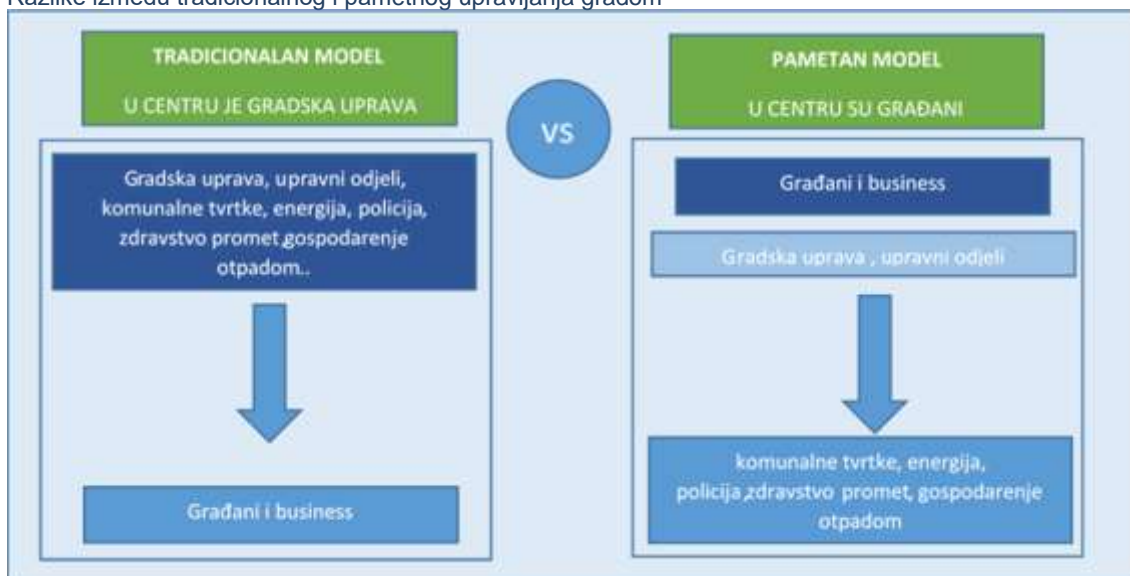 Razlike između tradicionalnog i pametnog upravljanja gradom
TRADICIONALAN MODEL
U CENTRU JE GRADSKA UPRAVA
Gradska uprava, upravni odjeli,
komunalne tvrtke, energija, policija,
zdravstvo promet,gospodarenje
otpadom..
Građani i business
vs
PAMETAN MODEL
U CENTRU SU GRAĐANI
Građani i business
Gradska uprava , upravni odjeli
komunalne tvrtke, energija,
policija,zdravstvo promet, gospodarenje
otpadom